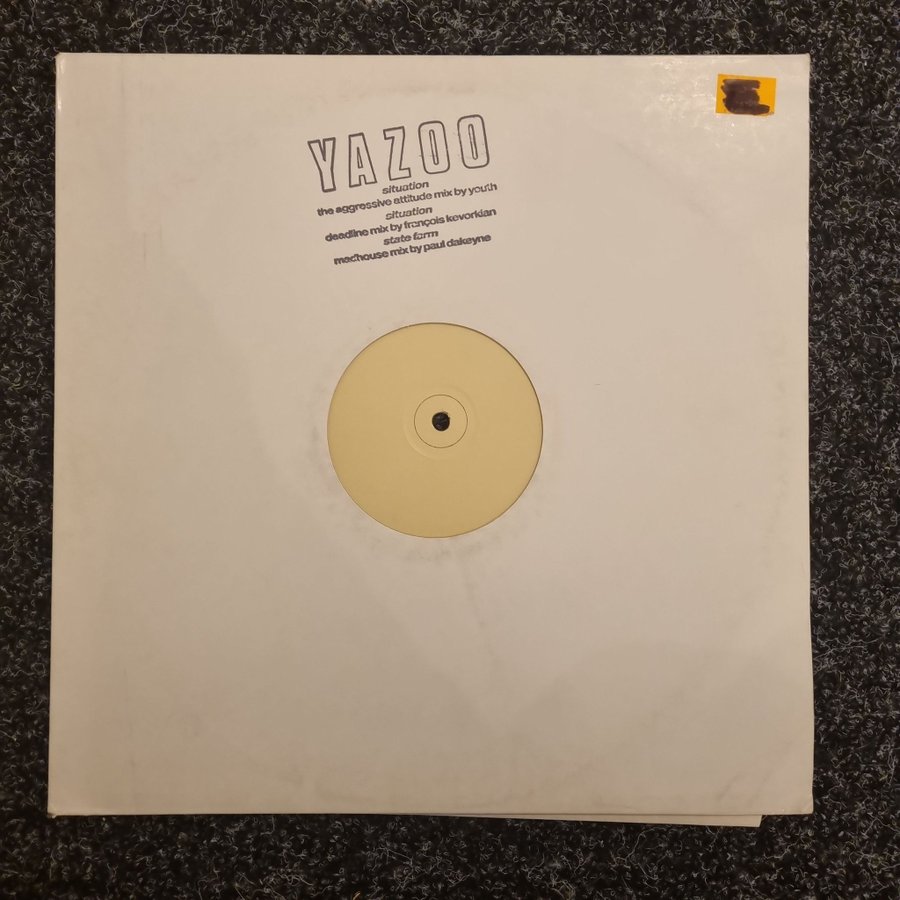 YAZOO
situation
the aggressive attitude mix by youth
situation
deadline mix by françois kevorkian
state farm
madhouse mix by paul dakeyne